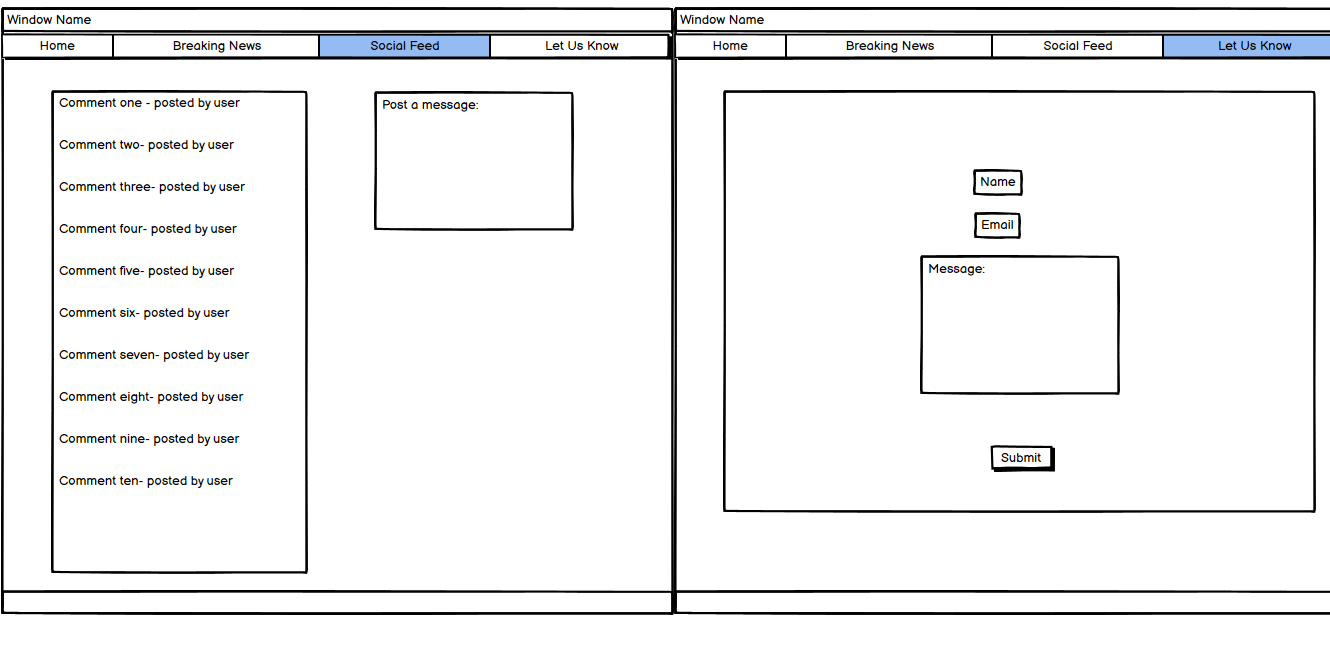 Window Name
Home Breaking News Social Feed Let Us Know
Comment one - posted by user
Comment two- posted by user
Comment three- posted by user
Comment four- posted by user
Comment five- posted by user
Comment six- posted by user
Comment seven- posted by user
Comment eight- posted by user
Comment nine- posted by user
Comment ten- posted by user
Post a message:
Window Name
Home Breaking News Social Feed Let Us Know
Name
Email
Message:
Submit